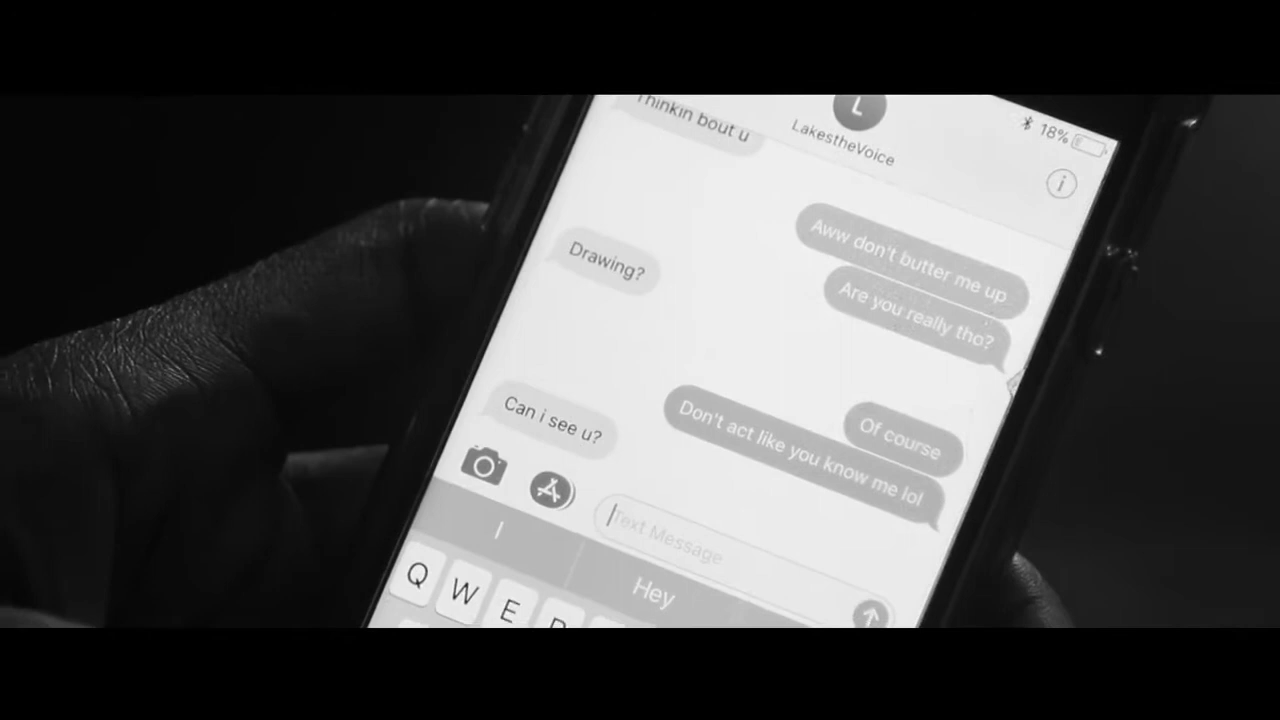 L
LakestheVoice
18%
i
Thinkin bout u
Aww don't butter me up
Are you really tho?
Drawing?
Of course
Don't act like you know me lol
Can i see u?
Text Message
I
Hey
Q W E